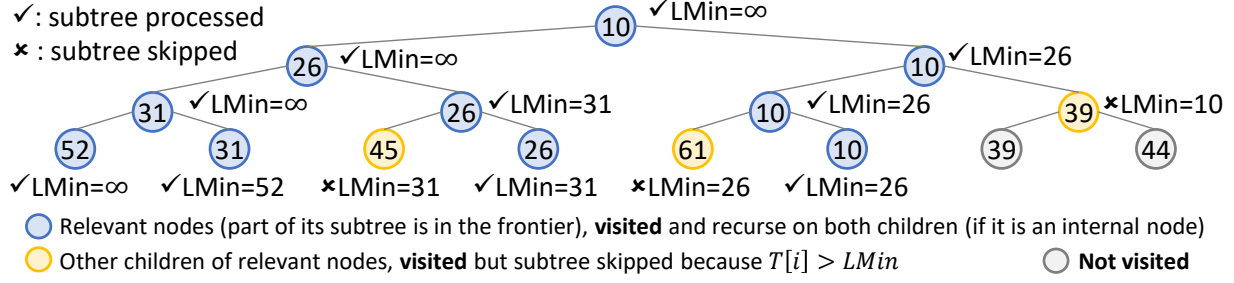 ✓: subtree processed
✗ : subtree skipped
10 ✓LMin=∞
26 ✓LMin=∞ 10 ✓LMin=26
31 ✓LMin=∞ 26 ✓LMin=31 10 ✓LMin=26 39 ✗LMin=10
52 31 45 26 61 10 39 44
✓LMin=∞ ✓LMin=52 ✗LMin=31 ✓LMin=31 ✗LMin=26 ✓LMin=26
Relevant nodes (part of its subtree is in the frontier), visited and recurse on both children (if it is an internal node)
Other children of relevant nodes, visited but subtree skipped because T[i] > LMin Not visited